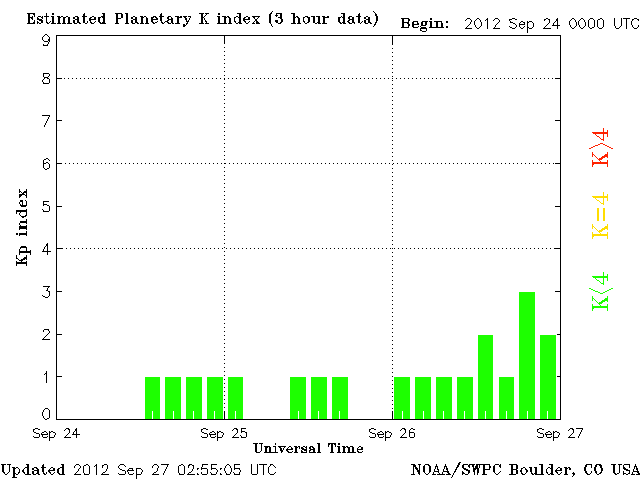 Estimated Planetary K index (3 hour data)
Begin: 2012 Sep 24 0000 UTC
9
8
7
6
5
4
3
2
1
0
Kp index
K>4
K=4
K<4
Sep 24
Sep 25
Sep 26
Sep 27
Universal Time
Updated 2012 Sep 27 02:55:05 UTC
NOAA/SWPC Boulder, CO USA